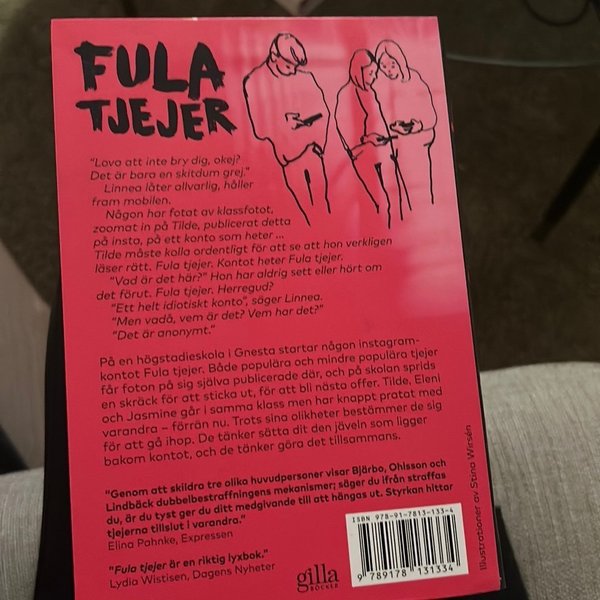 FULA
TJEJER
"Lova att inte bry dig, okej?
Det är bara en skitdum grej."
Linnea låter allvarlig, håller
fram mobilen.
Någon har fotat av klassfotot,
zoomat in på Tilde, publicerat detta
på insta, på ett konto som heter ...
Tilde måste kolla ordentligt för att se att hon verkligen
läser rätt. Fula tjejer. Kontot heter Fula tjejer.
"Vad är det här?" Hon har aldrig sett eller hört om
det förut. Fula tjejer. Herregud?
"Ett helt idiotiskt konto", säger Linnea.
"Men vadå, vem är det? Vem har det?"
"Det är anonymt."
På en högstadieskola i Gnesta startar någon instagram-
kontot Fula tjejer. Både populära och mindre populära tjejer
får foton på sig själva publicerade där, och på skolan sprids
en skräck för att sticka ut, för att bli nästa offer. Tilde, Eleni
och Jasmine går i samma klass men har knappt pratat med
varandra – förrän nu. Trots sina olikheter bestämmer de sig
för att gå ihop. De tänker sätta dit den jäveln som ligger
bakom kontot, och de tänker göra det tillsammans.
"Genom att skildra tre olika huvudpersoner visar Bjärbo, Ohlsson och
Lindbäck dubbelbestraffningens mekanismer; säger du ifrån straffas
du, är du tyst ger du ditt medgivande till att hängas ut. Styrkan hittar
tjejerna tillslut i varandra."
Elina Pahnke, Expressen
"Fula tjejer är en riktig lyxbok."
Lydia Wistisen, Dagens Nyheter
gilla
BÖCKER
ISBN 978-91-7813-133-4
9 789178 131334
Illustrationer av Stina Wirsén